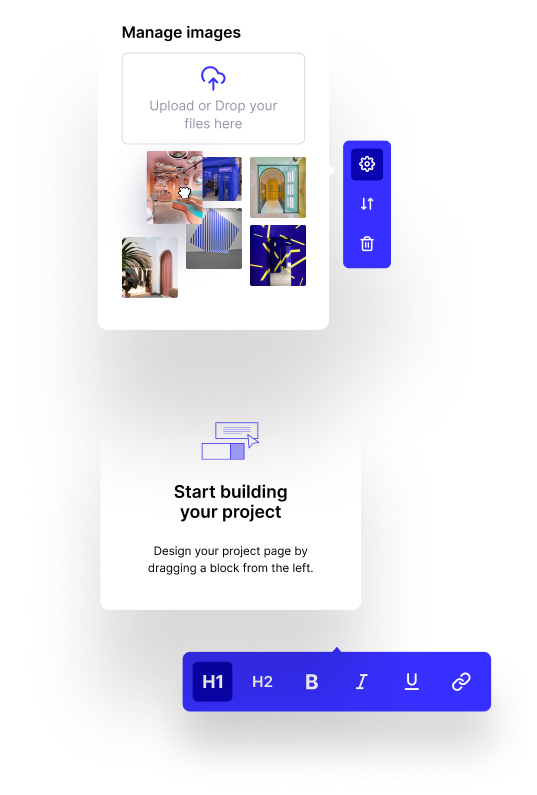 Manage images
Upload or Drop your
files here
Start building
your project
Design your project page by
dragging a block from the left.
H1 H2 B I U